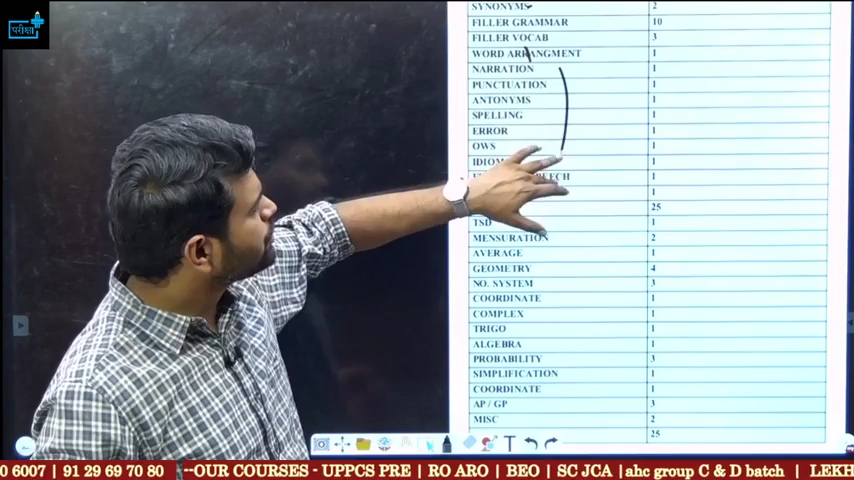 परीक्षा
SYNONYMS 2
FILLER GRAMMAR 10
FILLER VOCAB 3
WORD ARRANGMENT 1
NARRATION 1
PUNCTUATION 1
ANTONYMS 1
SPELLING 1
ERROR 1
OWS 1
IDIOM 1
EECH 1
1
25
TSD 1
MENSURATION 2
AVERAGE 1
GEOMETRY 4
NO. SYSTEM 3
COORDINATE 1
COMPLEX 1
TRIGO 1
ALGEBRA 1
PROBABILITY 3
SIMPLIFICATION 1
COORDINATE 1
AP / GP 3
MISC 2
25
0 6007 | 91 29 69 70 80 --OUR COURSES - UPPCS PRE | RO ARO | BEO | SC JCA |ahc group C & D batch | LEKH